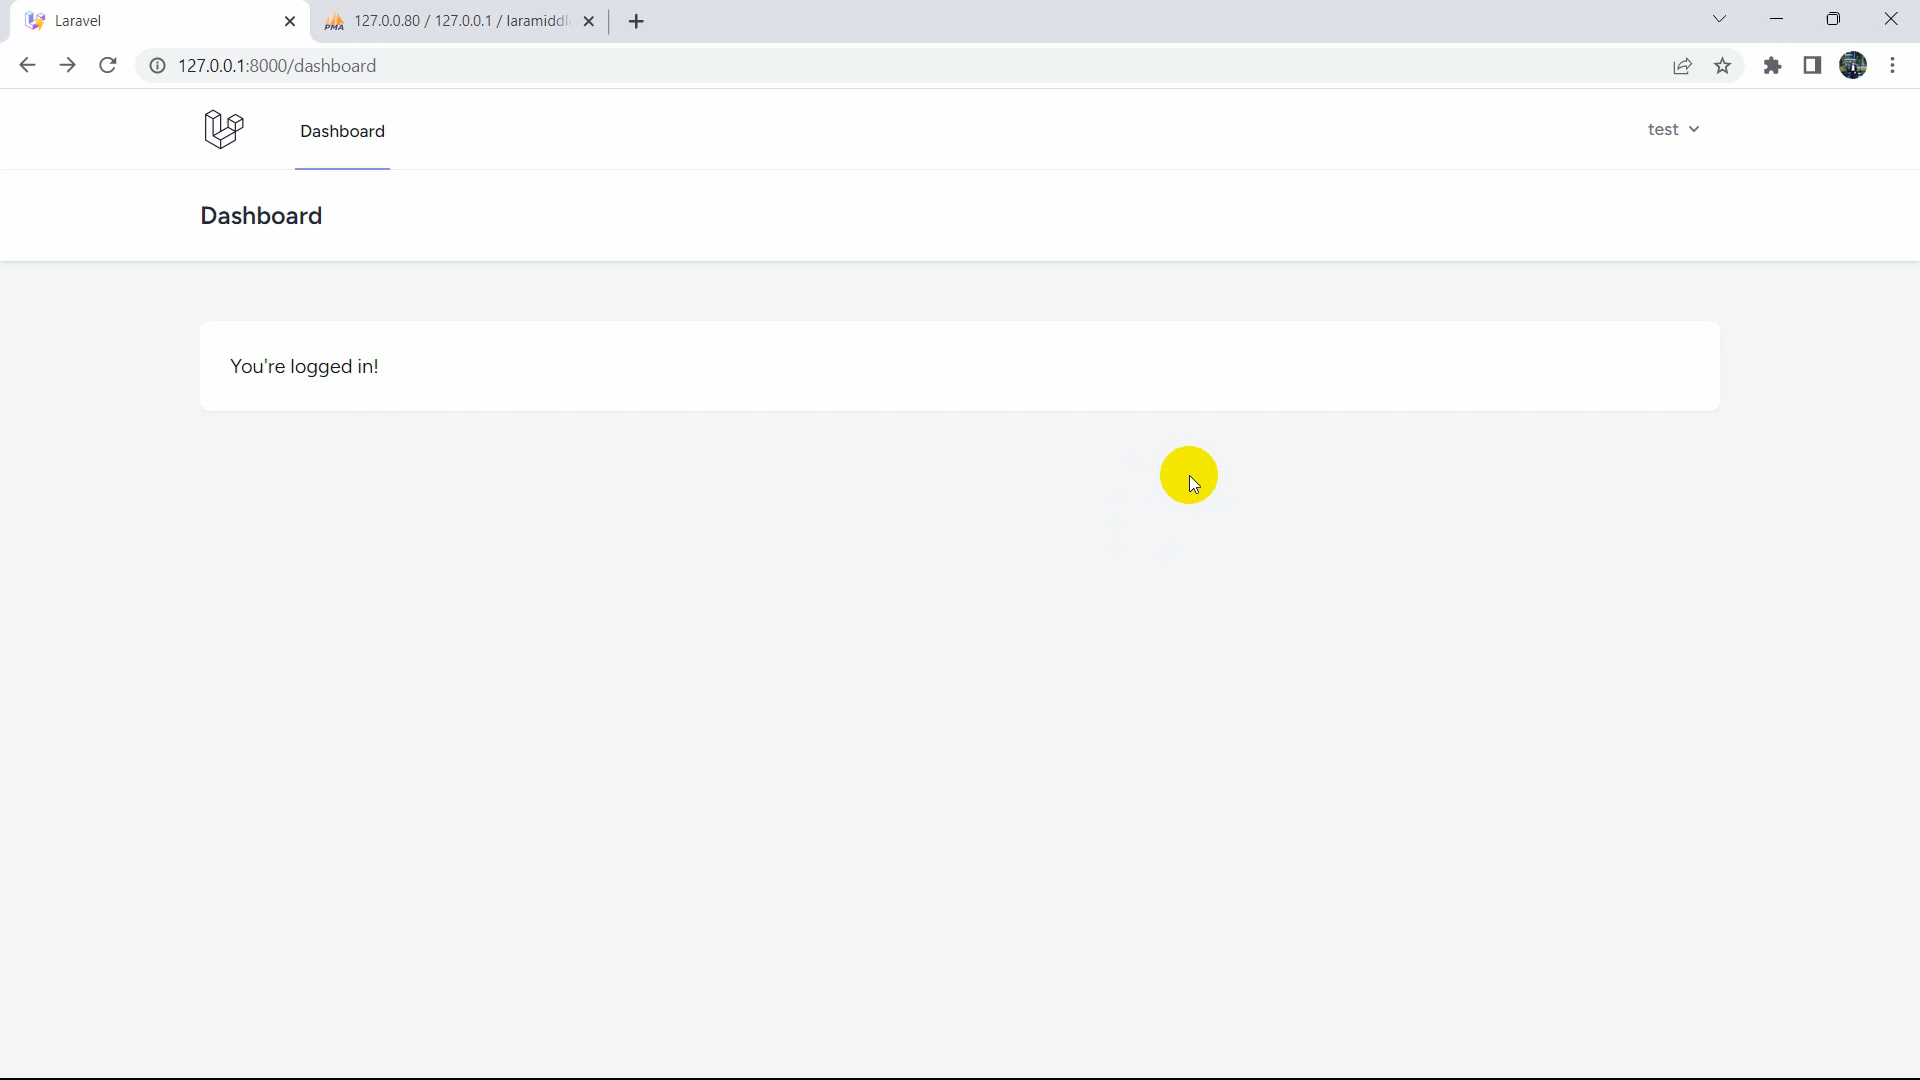 Laravel
127.0.0.80 / 127.0.0.1 / laramiddl
127.0.0.1:8000/dashboard
Dashboard
test
Dashboard
You're logged in!